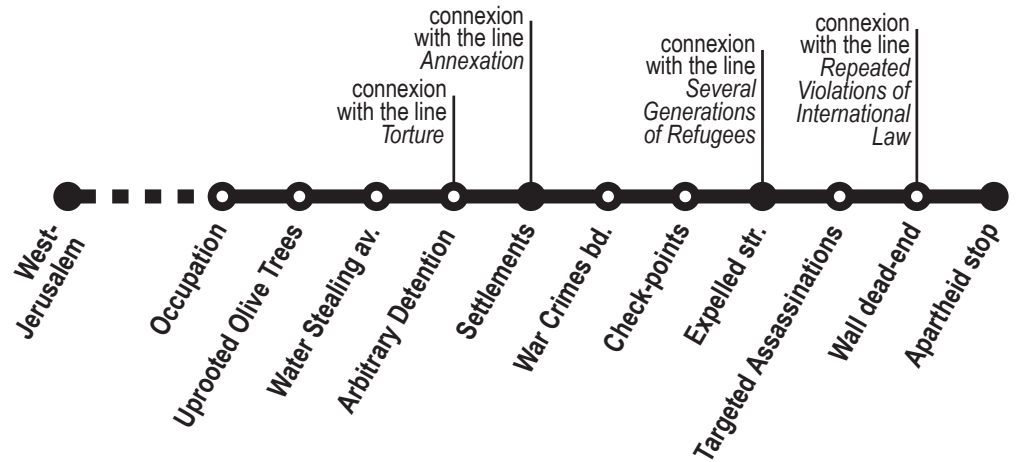 connexion
with the line
Torture
connexion
with the line
Annexation
connexion
with the line
Several
Generations
of Refugees
connexion
with the line
Repeated
Violations of
International
Law
West-
Jerusalem
Occupation
Uprooted Olive Trees
Water Stealing av.
Arbitrary Detention
Settlements
War Crimes bd.
Check-points
Expelled str.
Targeted Assassinations
Wall dead-end
Apartheid stop